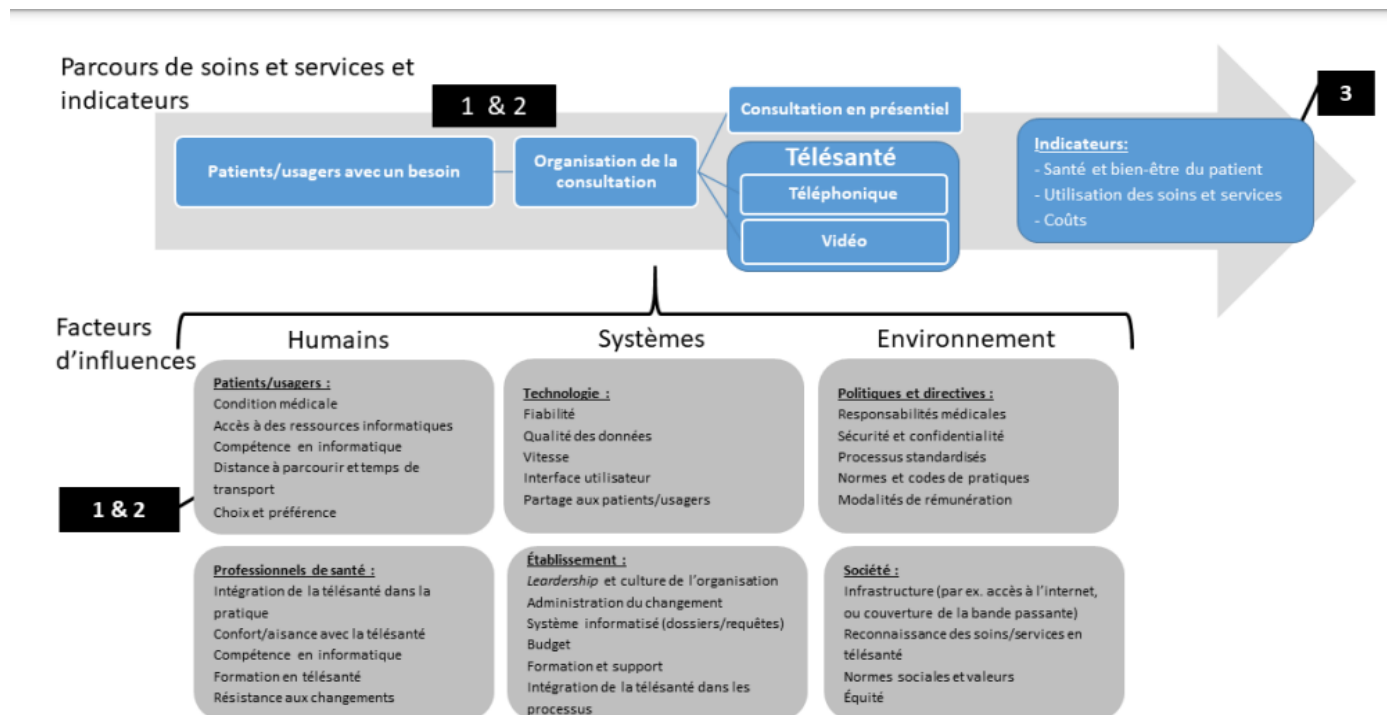 Parcours de soins et services et
indicateurs
1 & 2
3
Patients/usagers avec un besoin
Organisation de la
consultation
Consultation en présentiel
Télésanté
Téléphonique
Vidéo
Indicateurs:
- Santé et bien-être du patient
- Utilisation des soins et services
- Coûts
Facteurs
d’influences
Humains
Systèmes
Environnement
1 & 2
Patients/usagers :
Condition médicale
Accès à des ressources informatiques
Compétence en informatique
Distance à parcourir et temps de
transport
Choix et préférence
Technologie :
Fiabilité
Qualité des données
Vitesse
Interface utilisateur
Partage aux patients/usagers
Politiques et directives :
Responsabilités médicales
Sécurité et confidentialité
Processus standardisés
Normes et codes de pratiques
Modalités de rémunération
Professionnels de santé :
Intégration de la télésanté dans la
pratique
Confort/aisance avec la télésanté
Compétence en informatique
Formation en télésanté
Résistance aux changements
Établissement :
Leardership et culture de l’organisation
Administration du changement
Système informatisé (dossiers/requêtes)
Budget
Formation et support
Intégration de la télésanté dans les
processus
Société :
Infrastructure (par ex. accès à l’internet,
ou couverture de la bande passante)
Reconnaissance des soins/services en
télésanté
Normes sociales et valeurs
Équité